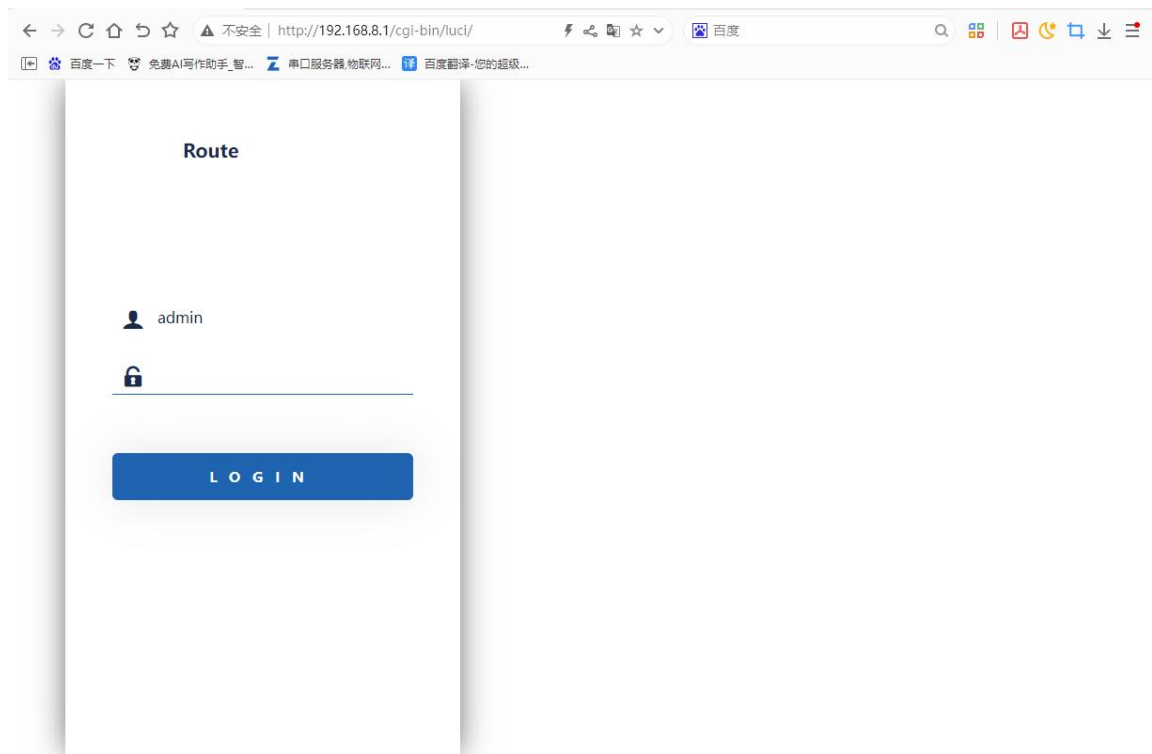 不安全 | http://192.168.8.1/cgi-bin/luci/ 百度
百度一下 免费AI写作助手_智... 串口服务器,物联网... 译 百度翻译-您的超级...
Route
admin
LOGIN